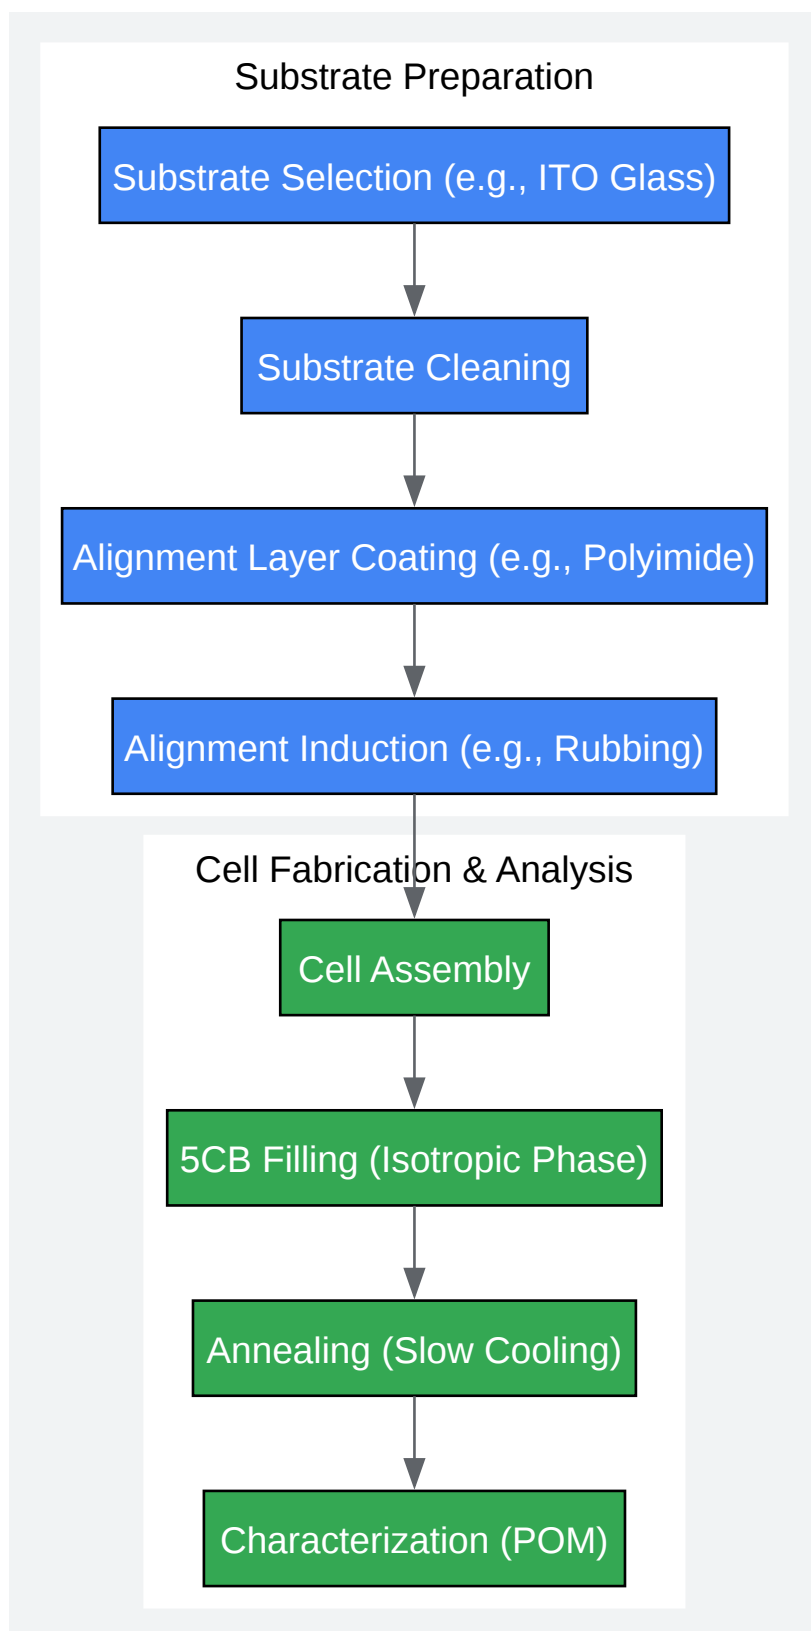 Substrate Preparation
Substrate Selection (e.g., ITO Glass)
Substrate Cleaning
Alignment Layer Coating (e.g., Polyimide)
Alignment Induction (e.g., Rubbing)
Cell Fabrication & Analysis
Cell Assembly
5CB Filling (Isotropic Phase)
Annealing (Slow Cooling)
Characterization (POM)